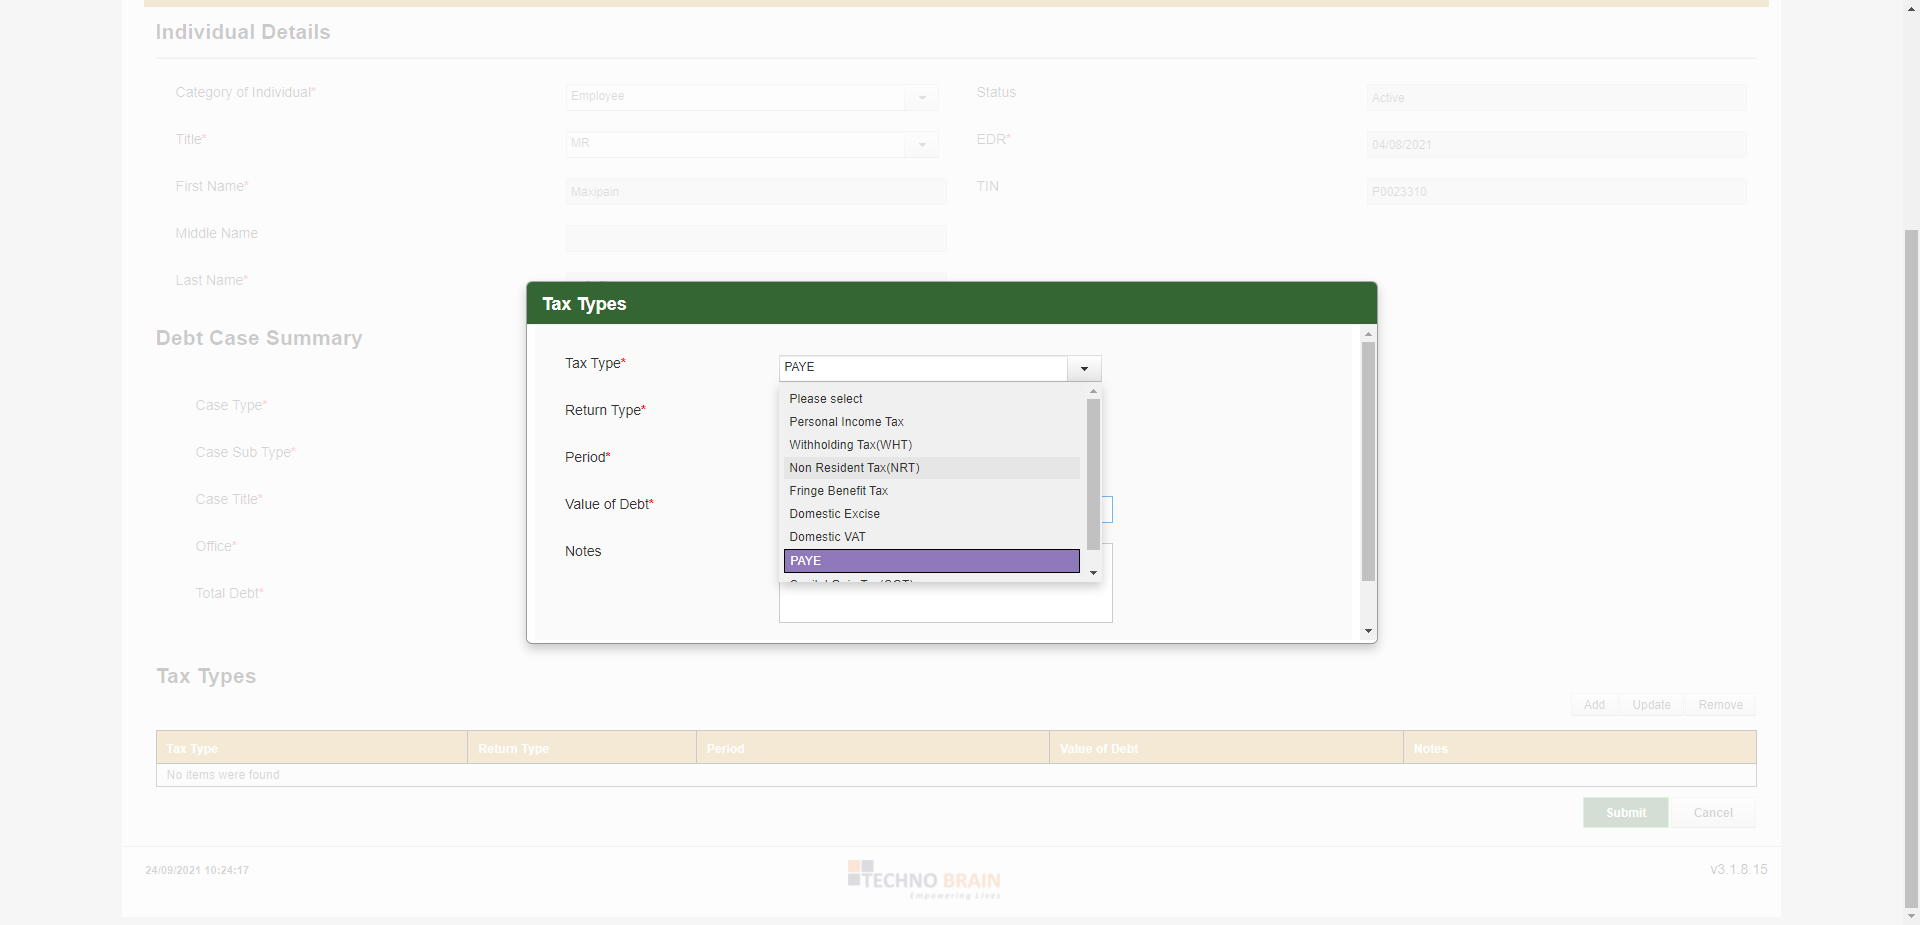 Individual Details
Category of Individual*
Employee
Status
Active
Title*
MR
EDR*
04/08/2021
First Name*
Maxipain
TIN
P0023310
Middle Name
Last Name*
Tax Types
Tax Type*
PAYE
Please select
Personal Income Tax
Withholding Tax(WHT)
Non Resident Tax(NRT)
Fringe Benefit Tax
Domestic Excise
Domestic VAT
PAYE
Return Type*
Period*
Value of Debt*
Notes
Debt Case Summary
Case Type*
Case Sub Type*
Case Title*
Office*
Total Debt*
Tax Types
Add Update Remove
Tax Type Return Type Period Value of Debt Notes
No items were found
Submit Cancel
24/09/2021 10:24:17
TECHNO BRAIN
Empowering Lives
v3.1.8.15